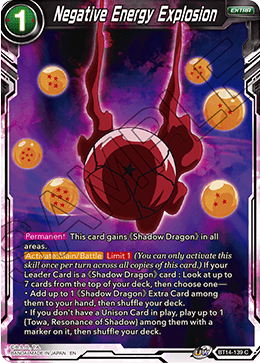 1
Negative Energy Explosion
EXTRA
Permanent This card gains 《Shadow Dragon》 in all
areas.
Activate:Main/Battle Limit 1 (You can only activate this
skill once per turn across all copies of this card.) If your
Leader Card is a 《Shadow Dragon》 card : Look at up to
7 cards from the top of your deck, then choose one—
• Add up to 1 《Shadow Dragon》 Extra Card among
them to your hand, then shuffle your deck.
• If you don't have a Unison Card in play, play up to 1
{Towa, Resonance of Shadow} among them with a
marker on it, then shuffle your deck.
BANDAI MADE IN JAPAN EN
BT14-139 C